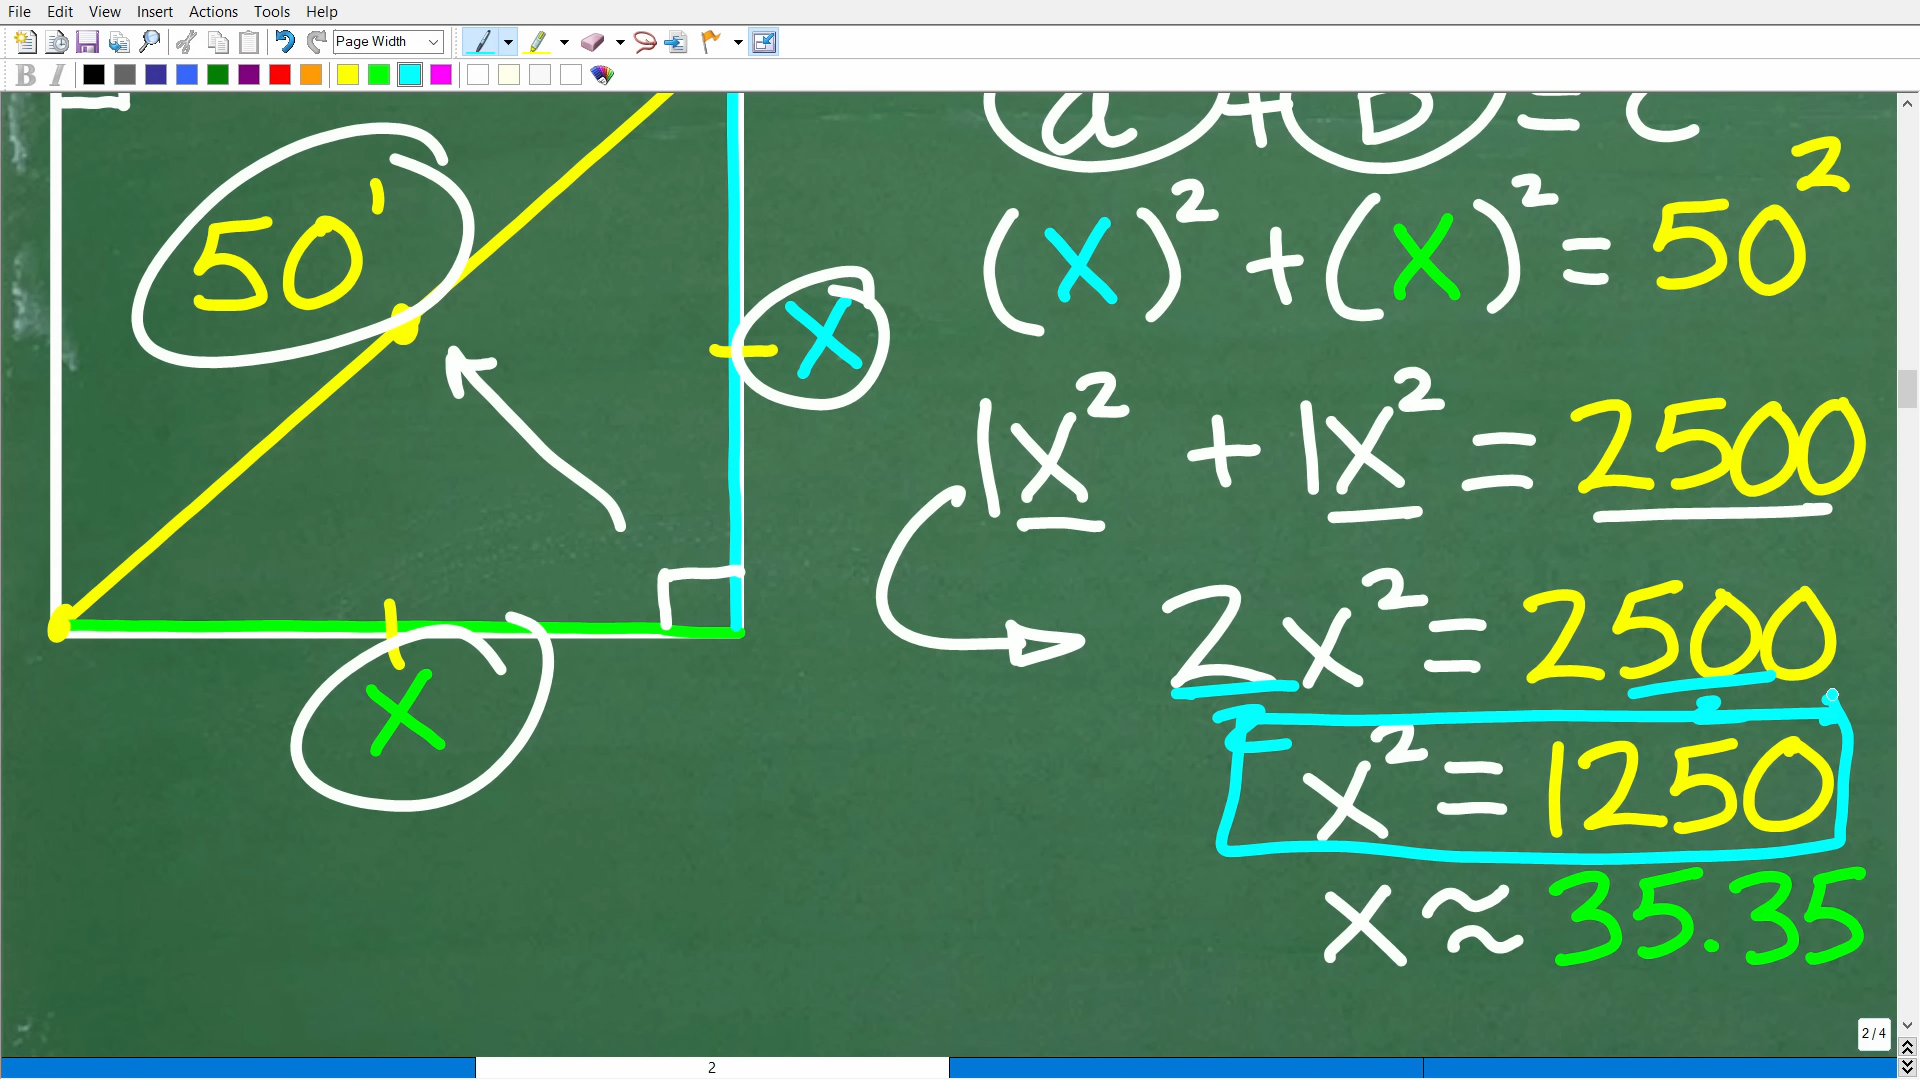 File Edit View Insert Actions Tools Help
Page Width
B I
a + b = c
50'
(x)² + (x)² = 50²
x
1x² + 1x² = 2500
2x² = 2500
x
x² = 1250
x ≈ 35.35
2 / 4
2